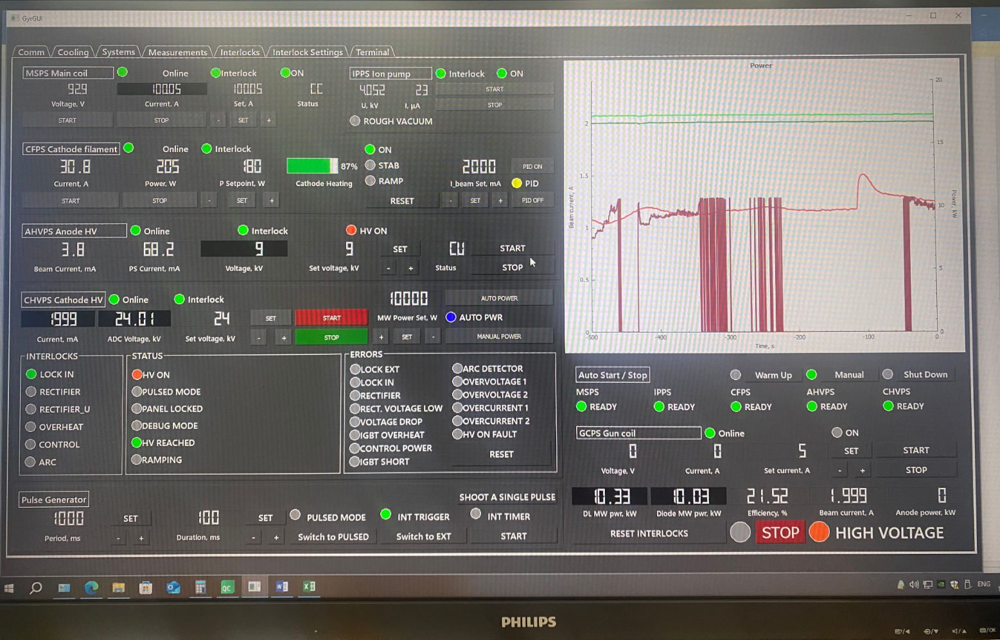 GyrGUI
Comm Cooling Systems Measurements Interlocks Interlock Settings Terminal
MSPS Main coil Online Interlock ON
92.9 100.05 100.05 CC
Voltage, V Current, A Set, A Status
START STOP - SET +
IPPS Ion pump Interlock ON
4.052 23 START
U, kV I, µA STOP
ROUGH VACUUM
CFPS Cathode filament Online Interlock
30.8 205 180 87%
Current, A Power, W P Setpoint, W Cathode Heating
START STOP - SET +
ON
STAB 2000 PID ON
RAMP I_beam Set, mA PID
RESET - SET + PID OFF
AHVPS Anode HV Online Interlock HV ON
3.8 68.2 9 9 SET CU START
Beam Current, mA PS Current, mA Voltage, kV Set voltage, kV - + Status STOP
CHVPS Cathode HV Online Interlock 10000 AUTO POWER
1999 24.01 24 SET START MW Power Set, W AUTO PWR
Current, mA ADC Voltage, kV Set voltage, kV - + STOP + SET - MANUAL POWER
INTERLOCKS
LOCK IN
RECTIFIER
RECTIFIER_U
OVERHEAT
CONTROL
ARC
STATUS
HV ON
PULSED MODE
PANEL LOCKED
DEBUG MODE
HV REACHED
RAMPING
ERRORS
LOCK EXT
LOCK IN
RECTIFIER
RECT. VOLTAGE LOW
VOLTAGE DROP
IGBT OVERHEAT
CONTROL POWER
IGBT SHORT
ARC DETECTOR
OVERVOLTAGE 1
OVERVOLTAGE 2
OVERCURRENT 1
OVERCURRENT 2
HV ON FAULT
RESET
Pulse Generator SHOOT A SINGLE PULSE
1000 SET 100 SET PULSED MODE INT TRIGGER INT TIMER
Period, ms - + Duration, ms - + Switch to PULSED Switch to EXT START
Power
20
2
15
1.5
10
1
5
0.5
0 0
-500 -400 -300 -200 -100 0
Beam current, A
Power, kW
Time, s
Auto Start / Stop Warm Up Manual Shut Down
MSPS IPPS CFPS AHVPS CHVPS
READY READY READY READY READY
GCPS Gun coil Online ON
0 0 5 SET START
Voltage, V Current, A Set current, A - + STOP
10.33 10.03 21.52 1.999 0
DL MW pwr, kW Diode MW pwr, kW Efficiency, % Beam current, A Anode power, kW
RESET INTERLOCKS STOP HIGH VOLTAGE
QC
ENG
PHILIPS
/OK